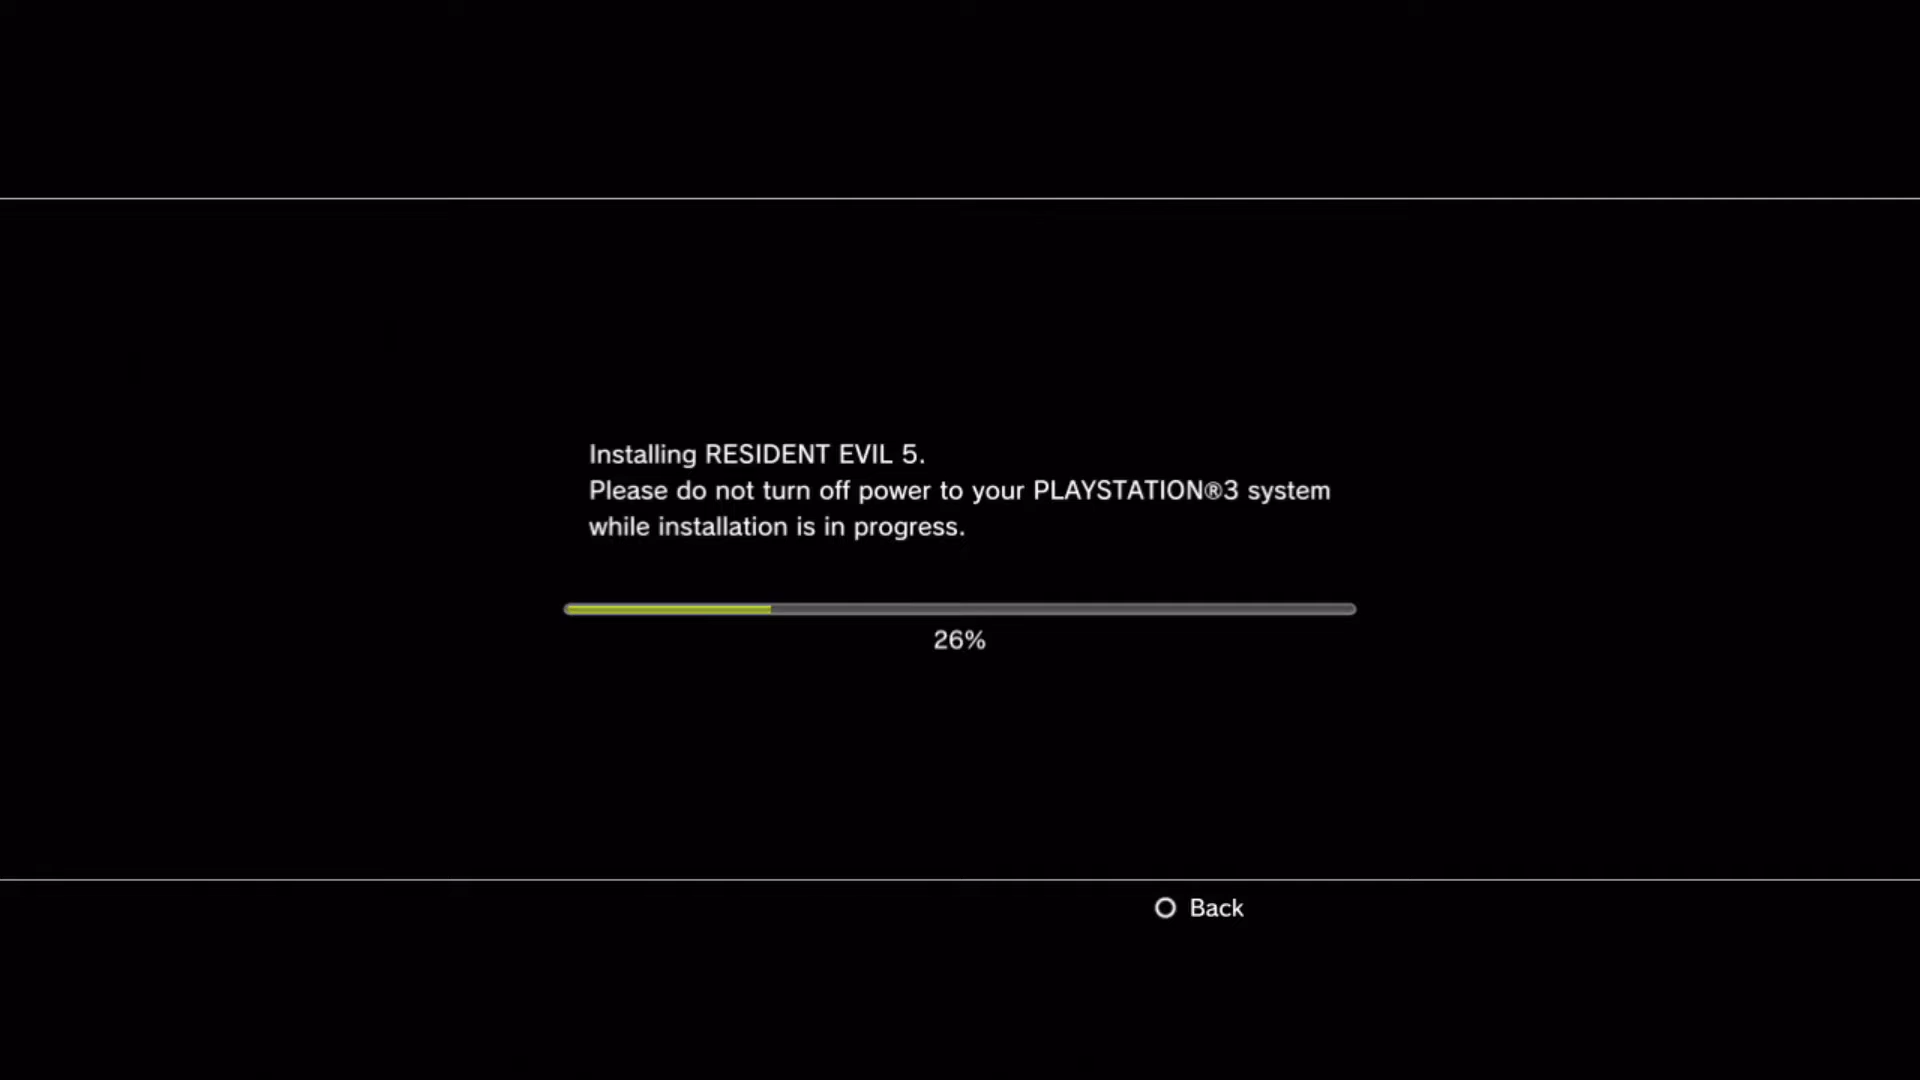 Installing RESIDENT EVIL 5.
Please do not turn off power to your PLAYSTATION®3 system
while installation is in progress.
26%
Back